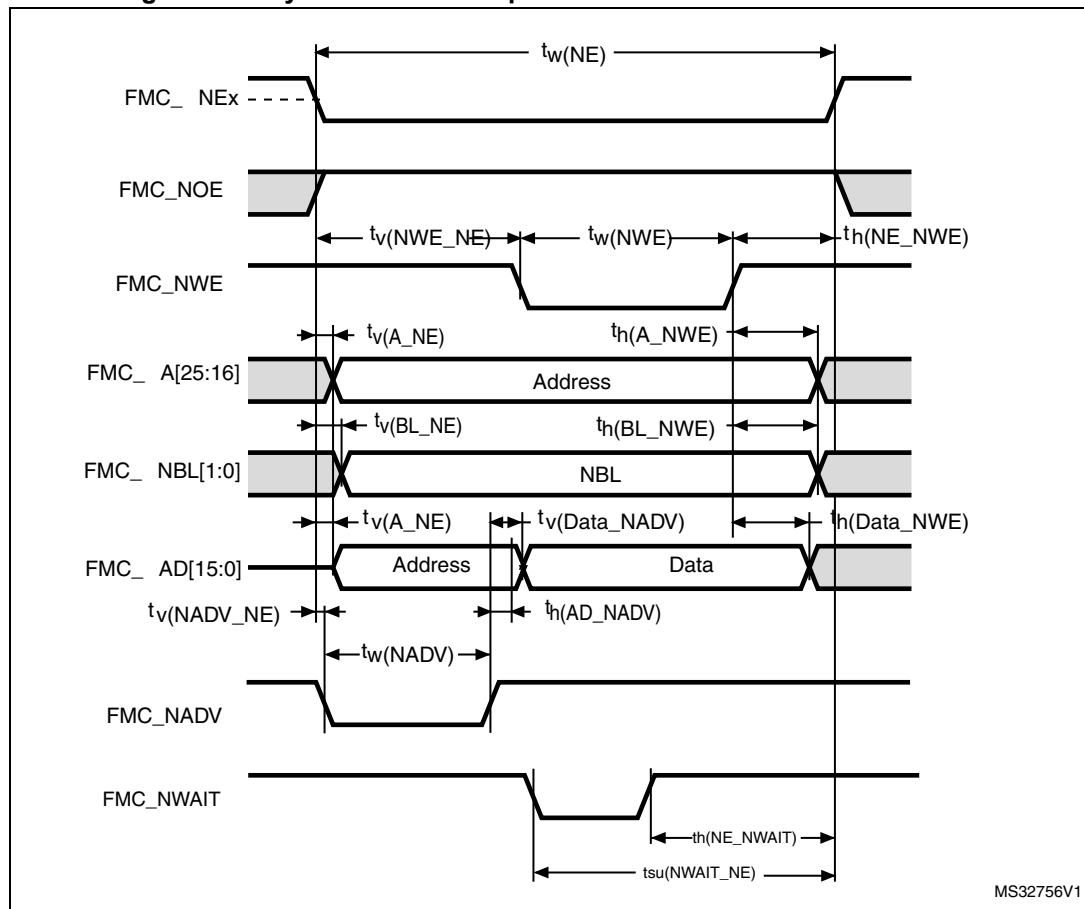 tw(NE)
FMC_ NEx
FMC_NOE
tv(NWE_NE) tw(NWE) th(NE_NWE)
FMC_NWE
tv(A_NE) th(A_NWE)
FMC_ A[25:16] Address
tv(BL_NE) th(BL_NWE)
FMC_ NBL[1:0] NBL
tv(A_NE) tv(Data_NADV) th(Data_NWE)
FMC_ AD[15:0] Address Data
tv(NADV_NE) th(AD_NADV)
tw(NADV)
FMC_NADV
FMC_NWAIT
th(NE_NWAIT)
tsu(NWAIT_NE)
MS32756V1